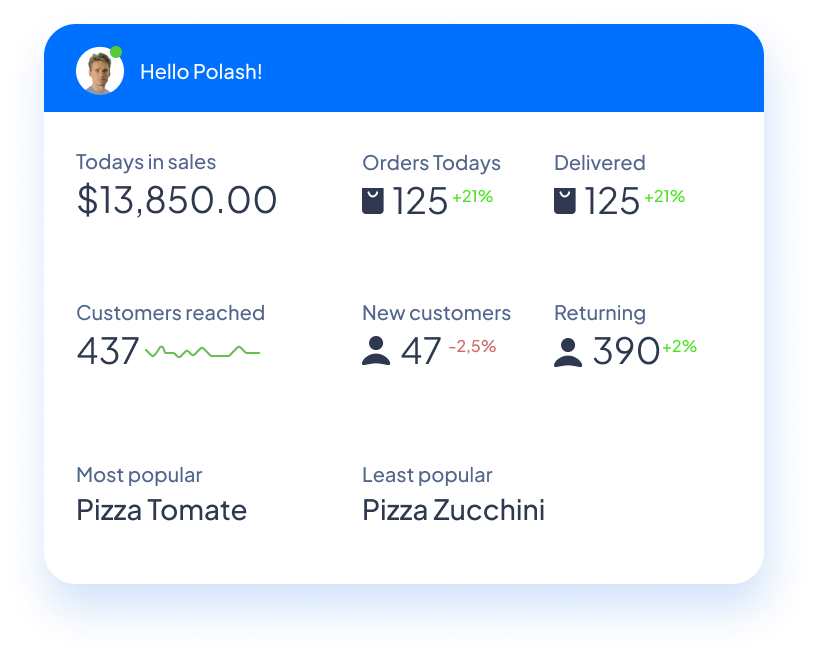 Hello Polash!
Todays in sales
$13,850.00
Orders Todays
125 +21%
Delivered
125 +21%
Customers reached
437
New customers
47 -2,5%
Returning
390 +2%
Most popular
Pizza Tomate
Least popular
Pizza Zucchini